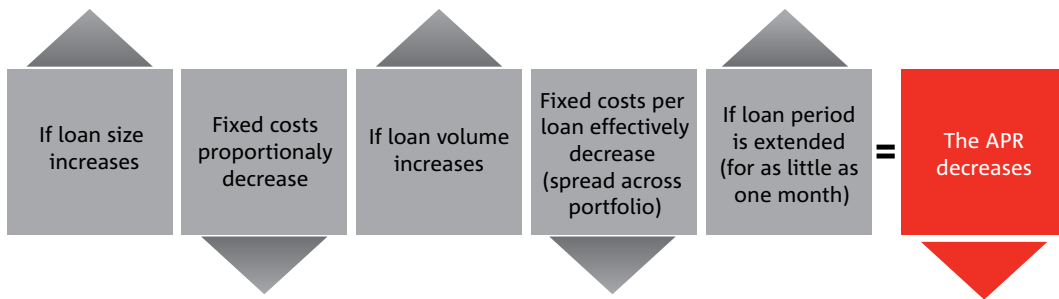 If loan size
increases
Fixed costs
proportionaly
decrease
If loan volume
increases
Fixed costs per
loan effectively
decrease
(spread across
portfolio)
If loan period
is extended
(for as little as
one month)
=
The APR
decreases